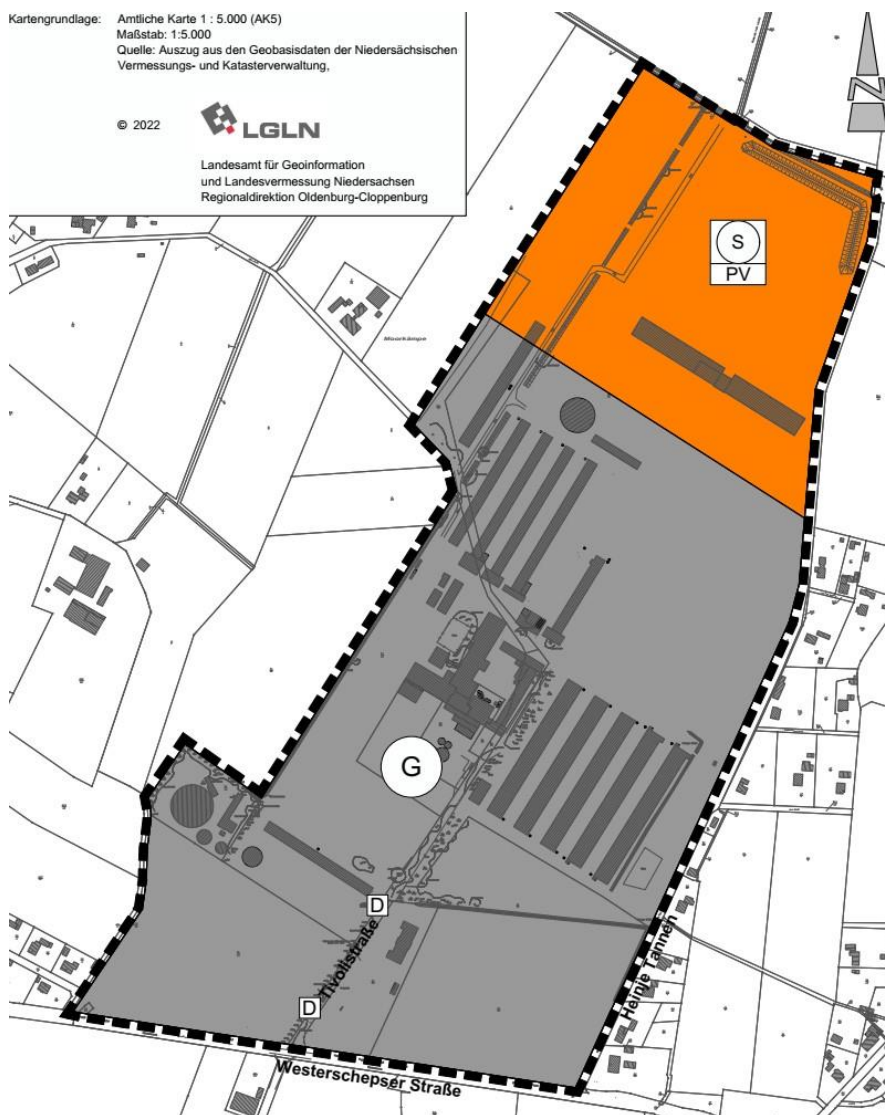 Kartengrundlage: Amtliche Karte 1 : 5.000 (AK5)
Maßstab: 1:5.000
Quelle: Auszug aus den Geobasisdaten der Niedersächsischen
Vermessungs- und Katasterverwaltung,
© 2022
LGLN
Landesamt für Geoinformation
und Landesvermessung Niedersachsen
Regionaldirektion Oldenburg-Cloppenburg
N
S
PV
Moorkämpe
G
D
Tivolistraße
D
Heinje Tannen
Westerschepser Straße